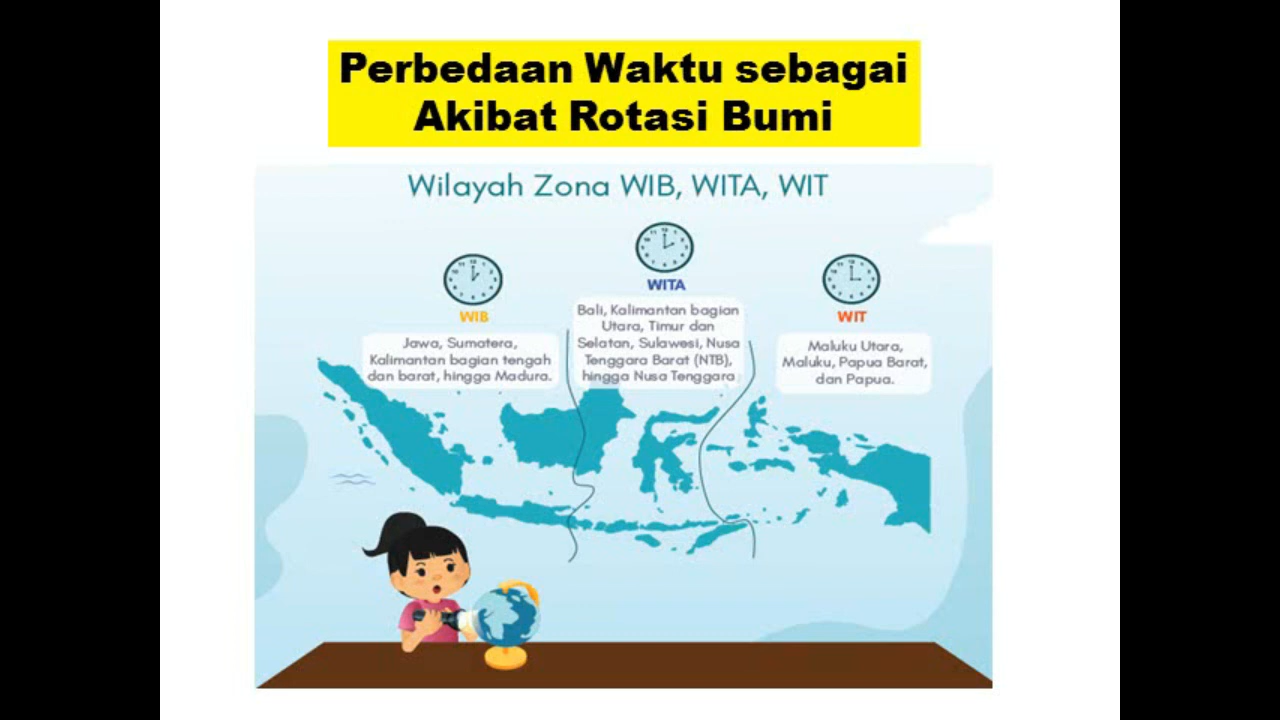 Perbedaan Waktu sebagai
Akibat Rotasi Bumi
Wilayah Zona WIB, WITA, WIT
WIB
Jawa, Sumatera,
Kalimantan bagian tengah
dan barat, hingga Madura.
WITA
Bali, Kalimantan bagian
Utara, Timur dan
Selatan, Sulawesi, Nusa
Tenggara Barat (NTB),
hingga Nusa Tenggara
WIT
Maluku Utara,
Maluku, Papua Barat,
dan Papua.